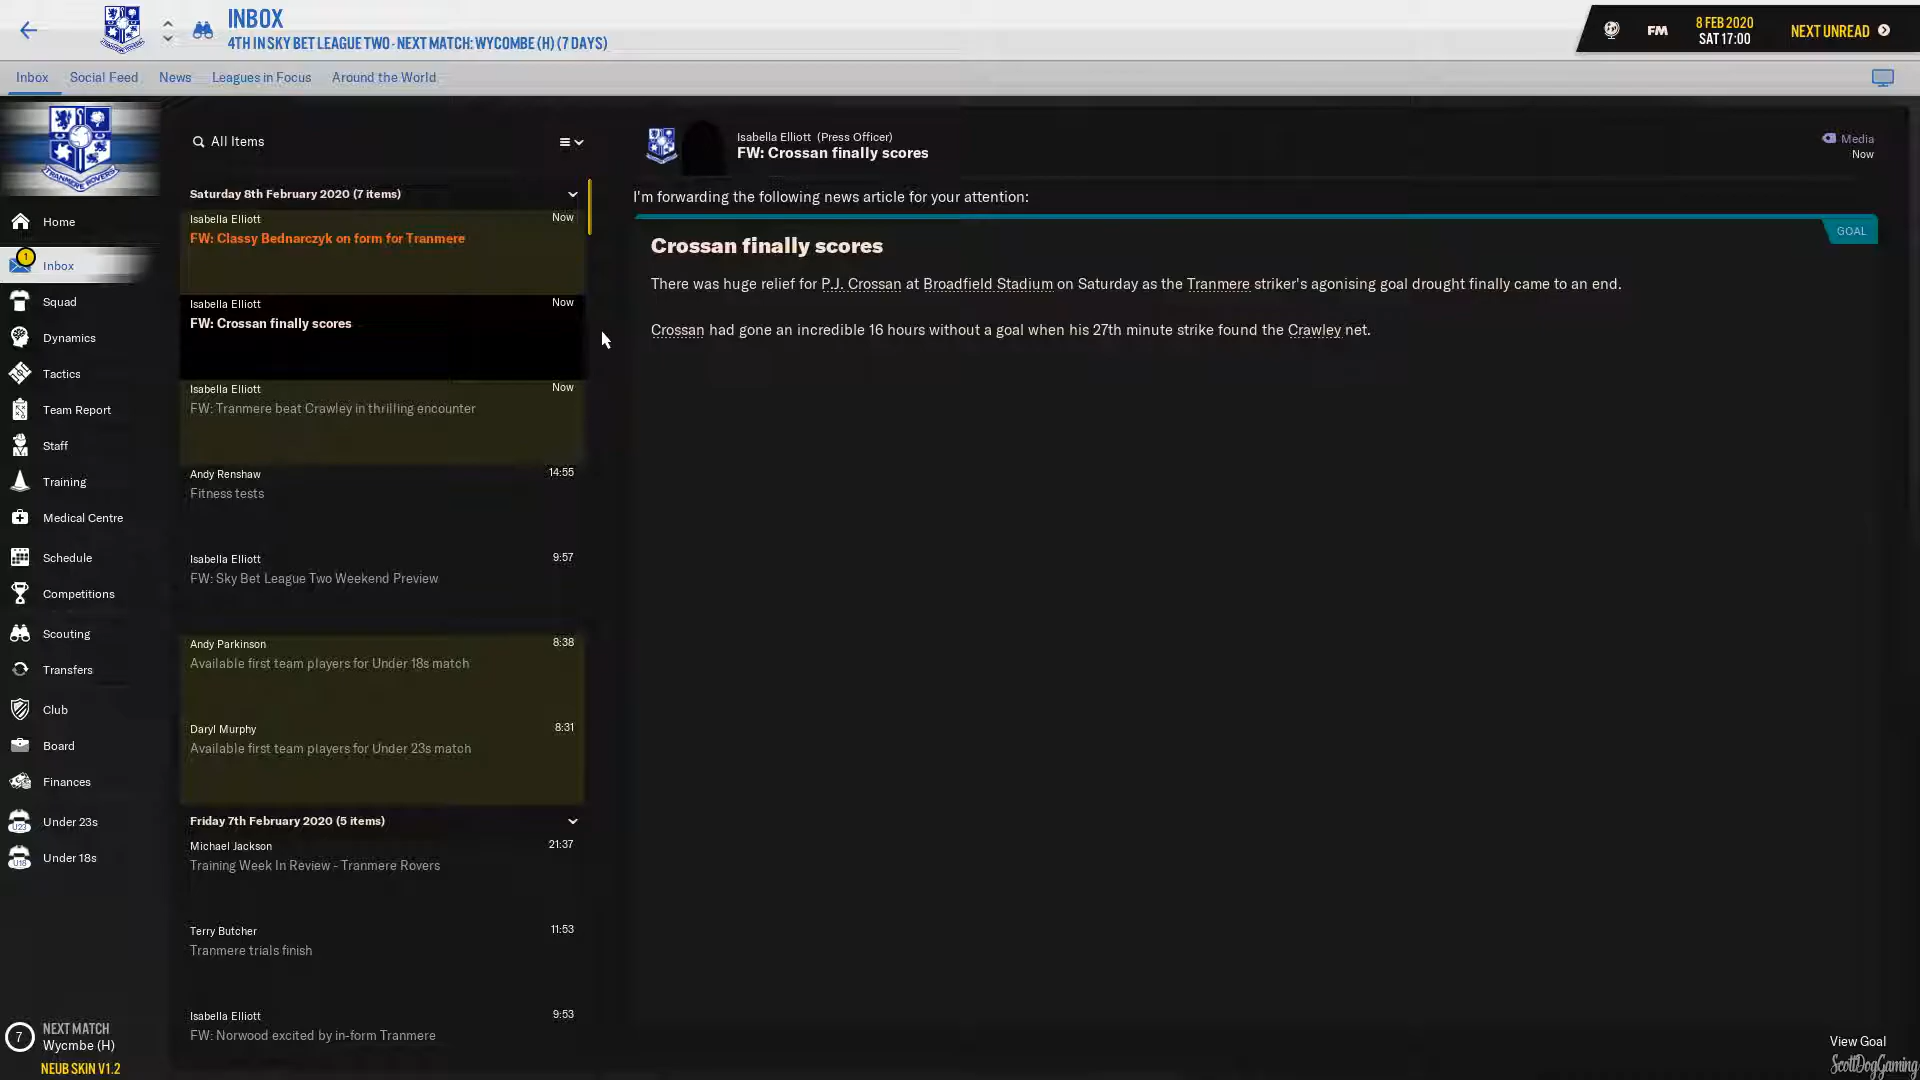 INBOX
4TH IN SKY BET LEAGUE TWO - NEXT MATCH: WYCOMBE (H) (7 DAYS)
FM
8 FEB 2020
SAT 17:00
NEXT UNREAD
Inbox Social Feed News Leagues in Focus Around the World
TRANMERE ROVERS
Home
1
Inbox
Squad
Dynamics
Tactics
Team Report
Staff
Training
Medical Centre
Schedule
Competitions
Scouting
Transfers
Club
Board
Finances
U23
Under 23s
U18
Under 18s
7
NEXT MATCH
Wycmbe (H)
NEUB SKIN V1.2
All Items
Saturday 8th February 2020 (7 items)
Isabella Elliott Now
FW: Classy Bednarczyk on form for Tranmere
Isabella Elliott Now
FW: Crossan finally scores
Isabella Elliott Now
FW: Tranmere beat Crawley in thrilling encounter
Andy Renshaw 14:55
Fitness tests
Isabella Elliott 9:57
FW: Sky Bet League Two Weekend Preview
Andy Parkinson 8:38
Available first team players for Under 18s match
Daryl Murphy 8:31
Available first team players for Under 23s match
Friday 7th February 2020 (5 items)
Michael Jackson 21:37
Training Week In Review - Tranmere Rovers
Terry Butcher 11:53
Tranmere trials finish
Isabella Elliott 9:53
FW: Norwood excited by in-form Tranmere
Isabella Elliott (Press Officer)
FW: Crossan finally scores
Media
Now
I'm forwarding the following news article for your attention:
GOAL
Crossan finally scores
There was huge relief for P.J. Crossan at Broadfield Stadium on Saturday as the Tranmere striker's agonising goal drought finally came to an end.
Crossan had gone an incredible 16 hours without a goal when his 27th minute strike found the Crawley net.
View Goal
ScottDogGaming